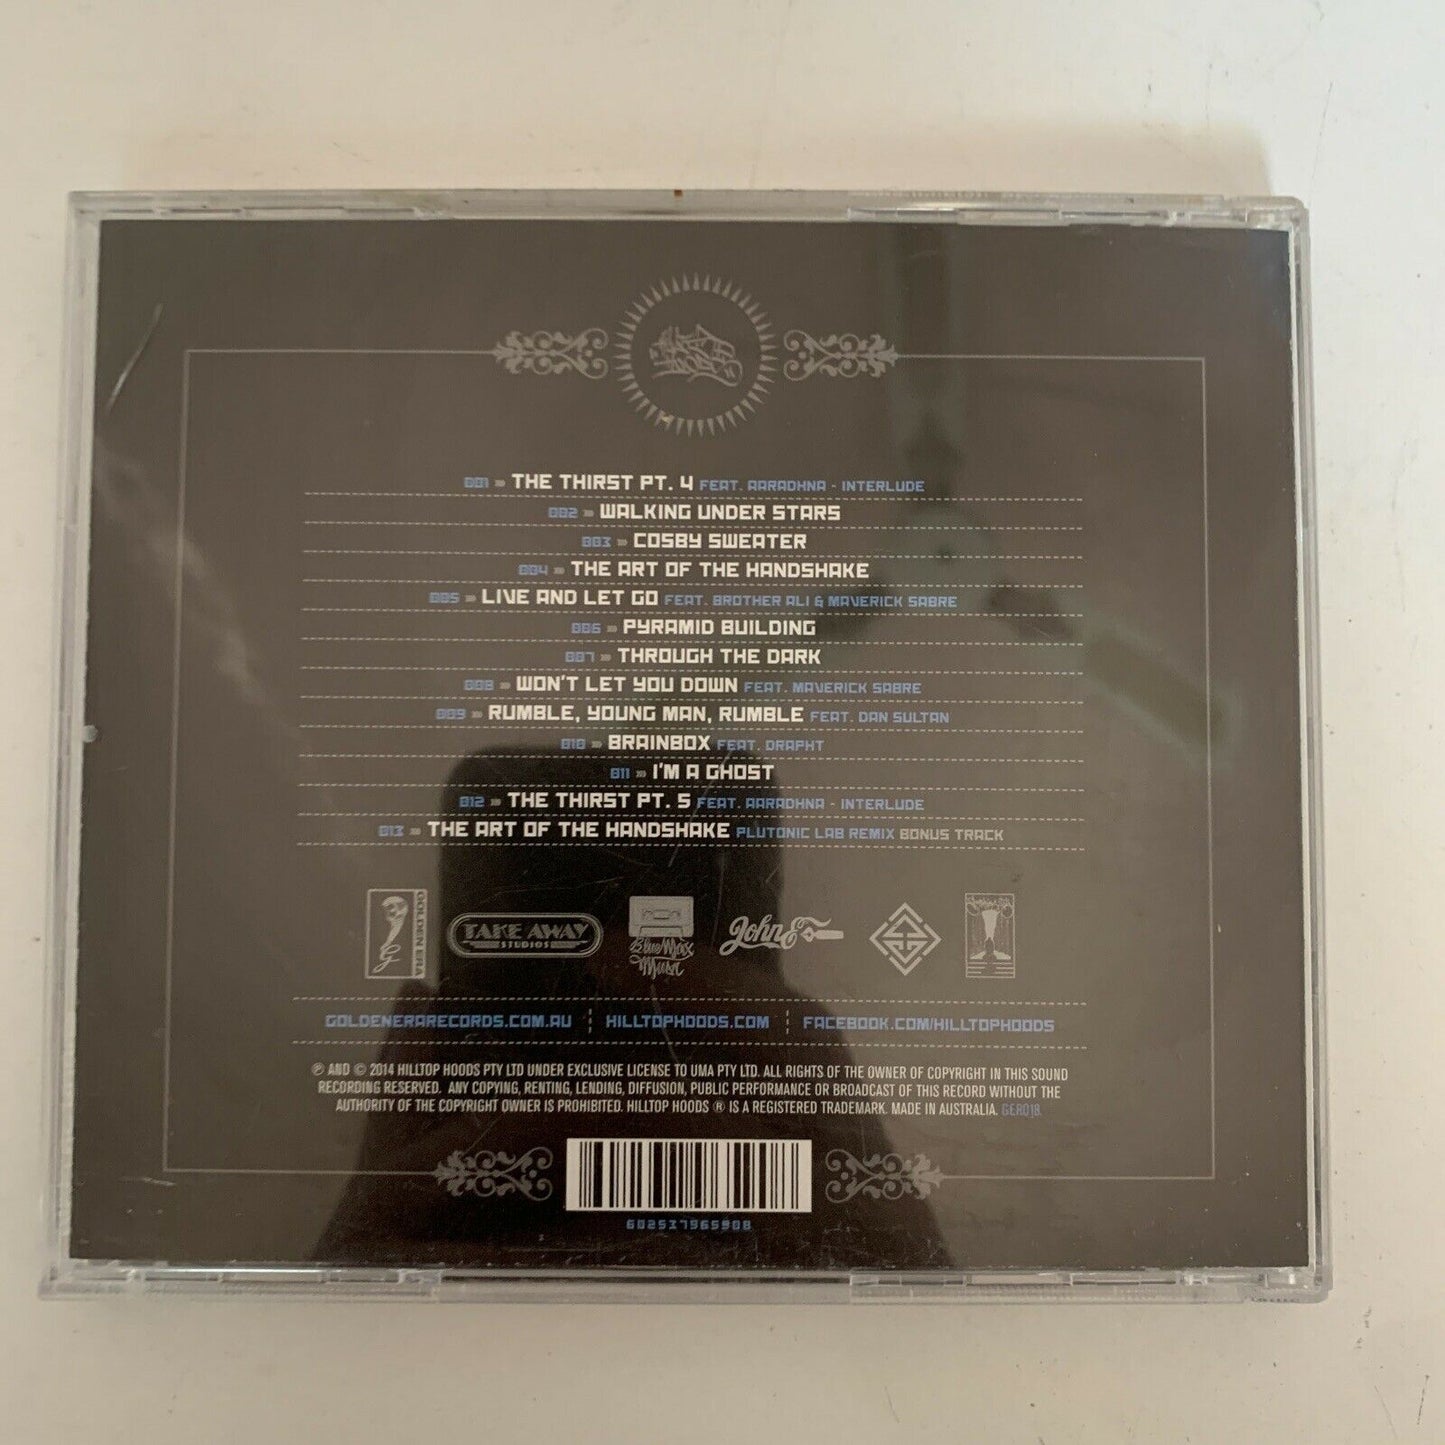 001 » THE THIRST PT. 4 FEAT. AARADHNA - INTERLUDE
002 » WALKING UNDER STARS
003 » COSBY SWEATER
004 » THE ART OF THE HANDSHAKE
005 » LIVE AND LET GO FEAT. BROTHER ALI & MAVERICK SABRE
006 » PYRAMID BUILDING
007 » THROUGH THE DARK
008 » WON'T LET YOU DOWN FEAT. MAVERICK SABRE
009 » RUMBLE, YOUNG MAN, RUMBLE FEAT. DAN SULTAN
010 » BRAINBOX FEAT. DRAPHT
011 » I'M A GHOST
012 » THE THIRST PT. 5 FEAT. AARADHNA - INTERLUDE
013 » THE ART OF THE HANDSHAKE PLUTONIC LAB REMIX BONUS TRACK
GOLDEN ERA
TAKE AWAY
STUDIOS
BlueMax
Music
JohnE
GOLDENERARECORDS.COM.AU ¦ HILLTOPHOODS.COM ¦ FACEBOOK.COM/HILLTOPHOODS
℗ AND © 2014 HILLTOP HOODS PTY LTD UNDER EXCLUSIVE LICENSE TO UMA PTY LTD. ALL RIGHTS OF THE OWNER OF COPYRIGHT IN THIS SOUND
RECORDING RESERVED. ANY COPYING, RENTING, LENDING, DIFFUSION, PUBLIC PERFORMANCE OR BROADCAST OF THIS RECORD WITHOUT THE
AUTHORITY OF THE COPYRIGHT OWNER IS PROHIBITED. HILLTOP HOODS ® IS A REGISTERED TRADEMARK. MADE IN AUSTRALIA. GER018.
602537965908